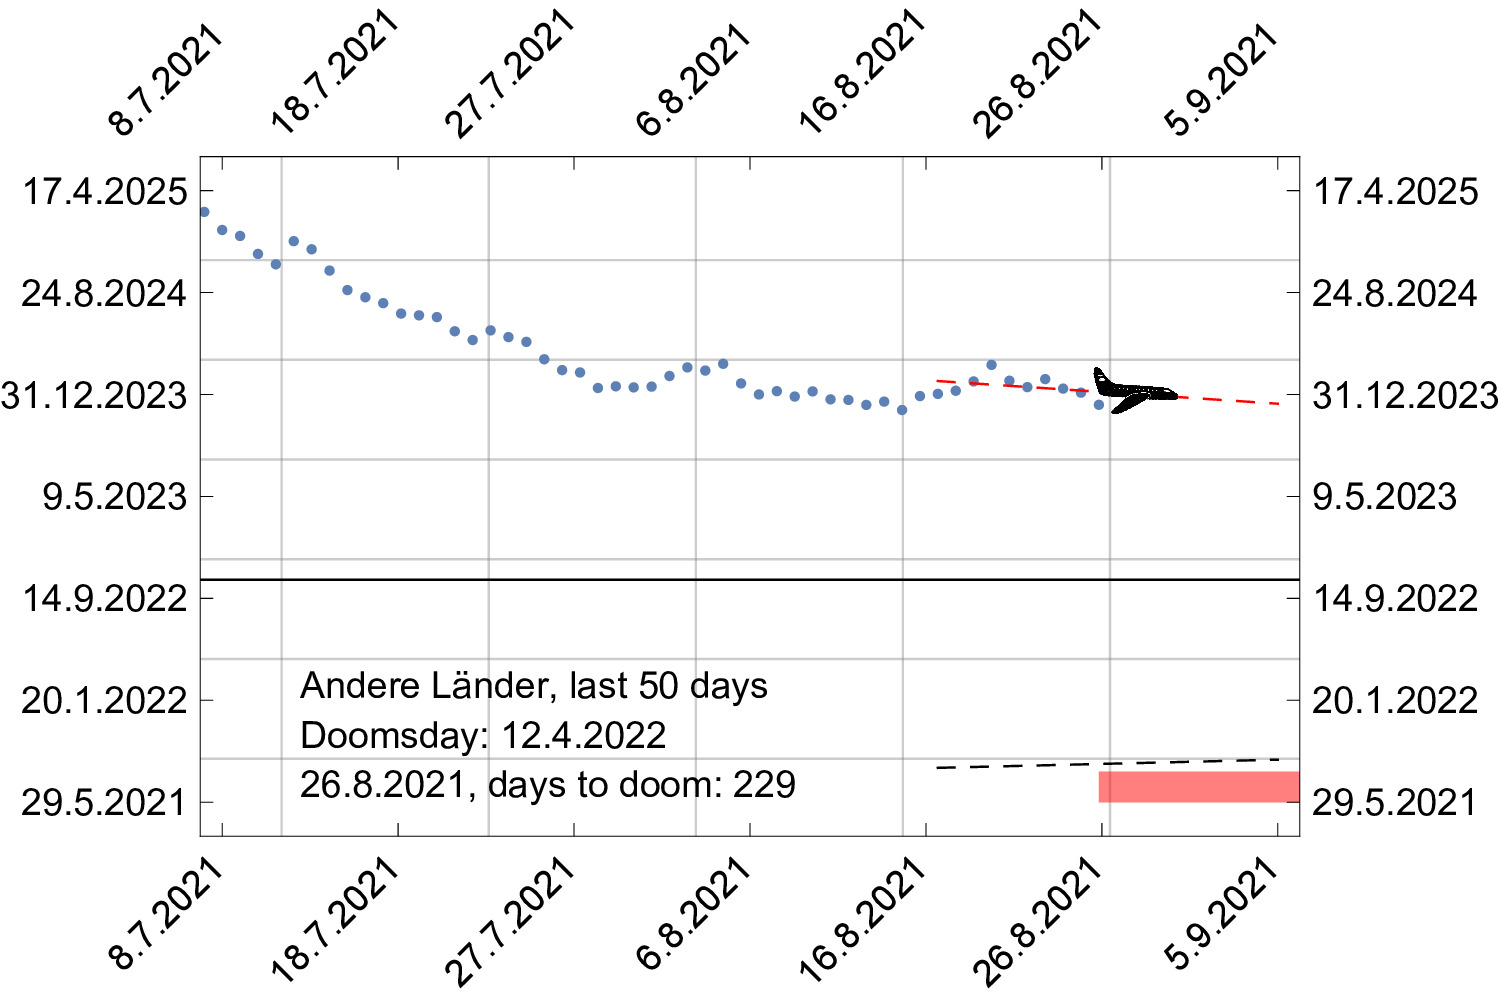 8.7.2021 18.7.2021 27.7.2021 6.8.2021 16.8.2021 26.8.2021 5.9.2021
17.4.2025 17.4.2025
24.8.2024 24.8.2024
31.12.2023 31.12.2023
9.5.2023 9.5.2023
14.9.2022 14.9.2022
Andere Länder, last 50 days
20.1.2022 20.1.2022
Doomsday: 12.4.2022
26.8.2021, days to doom: 229
29.5.2021 29.5.2021
8.7.2021 18.7.2021 27.7.2021 6.8.2021 16.8.2021 26.8.2021 5.9.2021